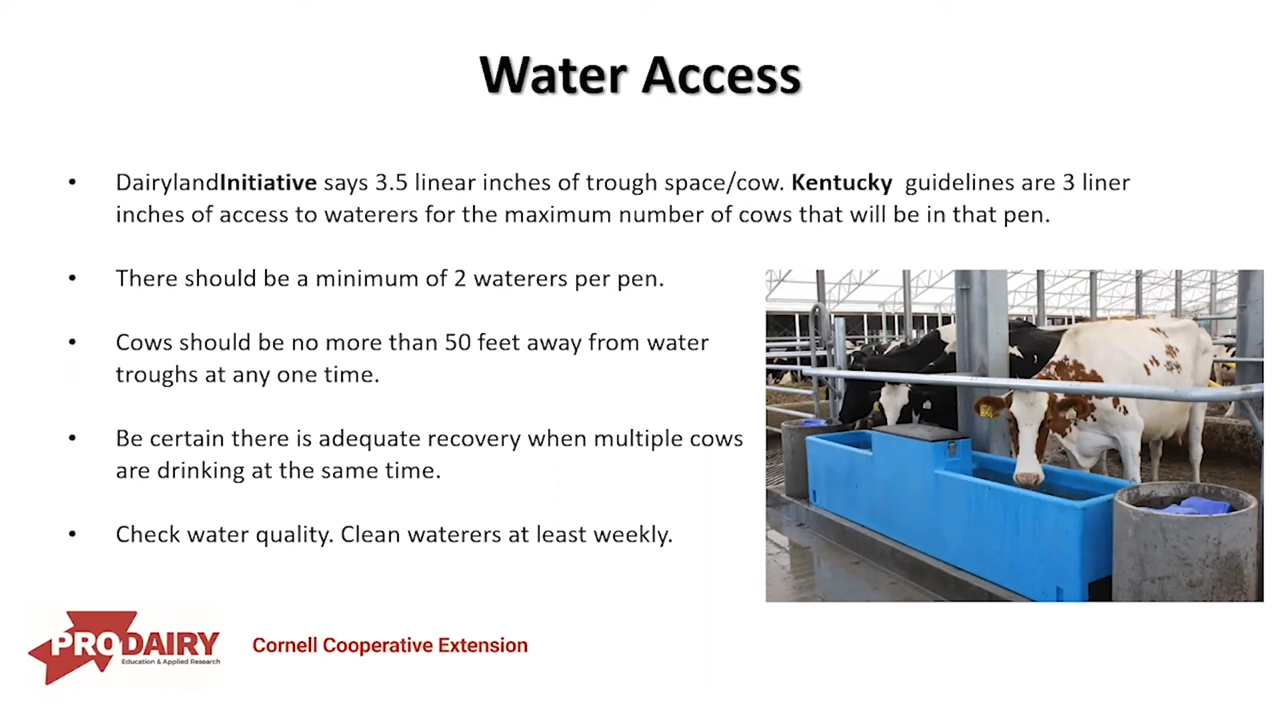 Water Access
• DairylandInitiative says 3.5 linear inches of trough space/cow. Kentucky guidelines are 3 liner
inches of access to waterers for the maximum number of cows that will be in that pen.
• There should be a minimum of 2 waterers per pen.
• Cows should be no more than 50 feet away from water
troughs at any one time.
• Be certain there is adequate recovery when multiple cows
are drinking at the same time.
• Check water quality. Clean waterers at least weekly.
PRODAIRY
Education & Applied Research
Cornell Cooperative Extension